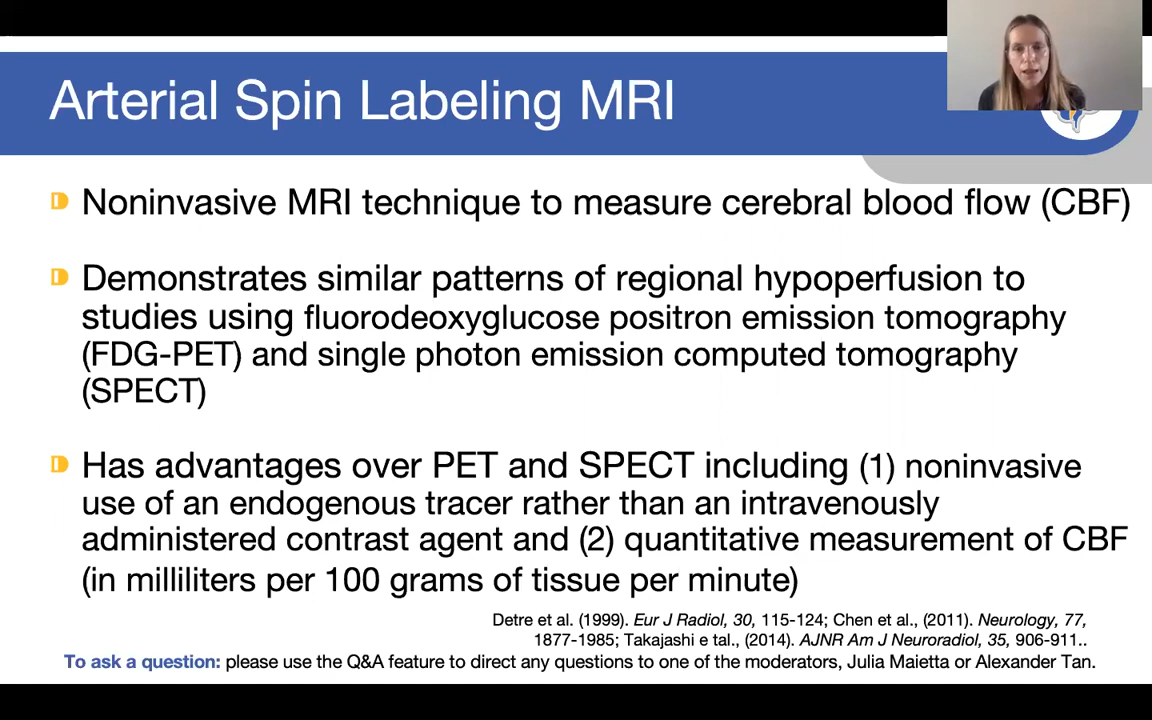 Arterial Spin Labeling MRI
Noninvasive MRI technique to measure cerebral blood flow (CBF)
Demonstrates similar patterns of regional hypoperfusion to
studies using fluorodeoxyglucose positron emission tomography
(FDG-PET) and single photon emission computed tomography
(SPECT)
Has advantages over PET and SPECT including (1) noninvasive
use of an endogenous tracer rather than an intravenously
administered contrast agent and (2) quantitative measurement of CBF
(in milliliters per 100 grams of tissue per minute)
Detre et al. (1999). Eur J Radiol, 30, 115-124; Chen et al., (2011). Neurology, 77,
1877-1985; Takajashi e tal., (2014). AJNR Am J Neuroradiol, 35, 906-911..
To ask a question: please use the Q&A feature to direct any questions to one of the moderators, Julia Maietta or Alexander Tan.